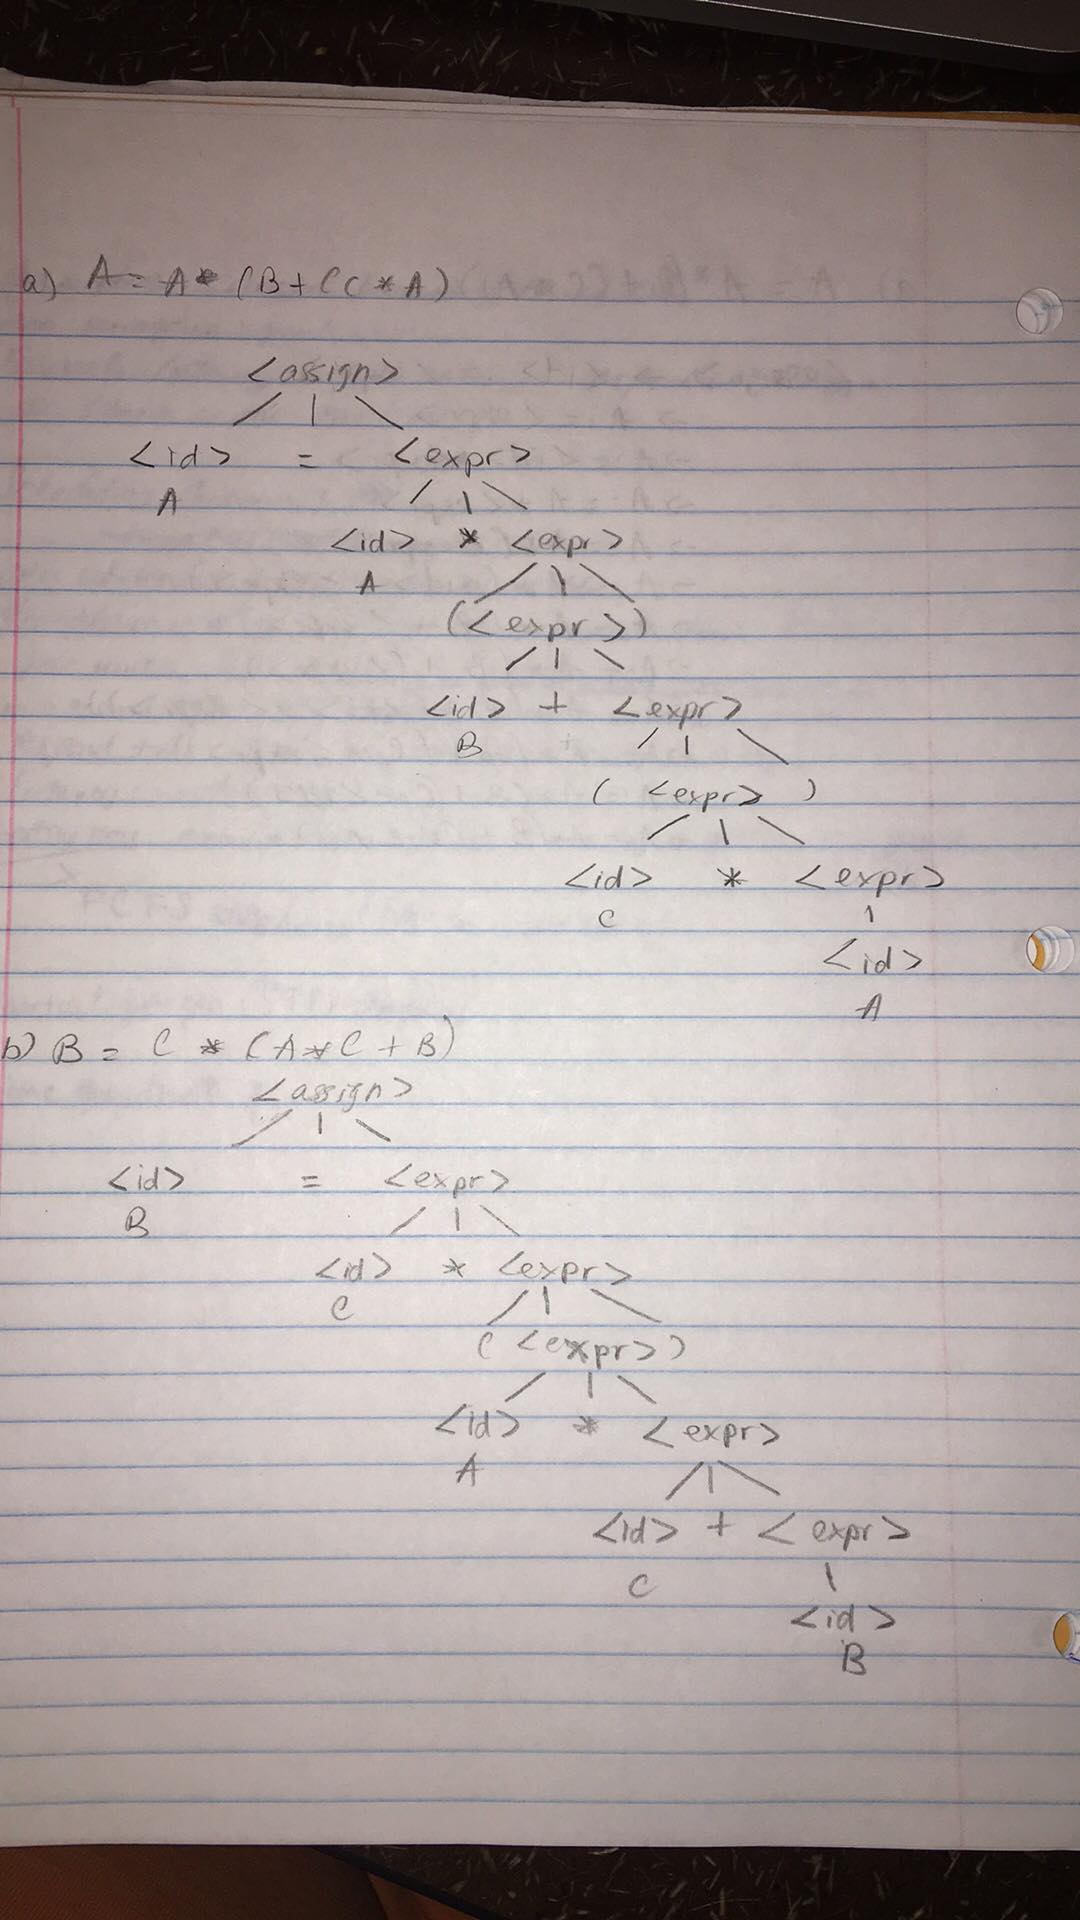 a) A = A * (B + (C * A)
<assign>
<id> = <expr>
A
<id> * <expr>
A
(<expr>)
<id> + <expr>
B
( <expr> )
<id> * <expr>
C
<id>
A
b) B = C * (A * C + B)
<assign>
<id> = <expr>
B
<id> * <expr>
C
( <expr> )
<id> * <expr>
A
<id> + <expr>
C
<id>
B